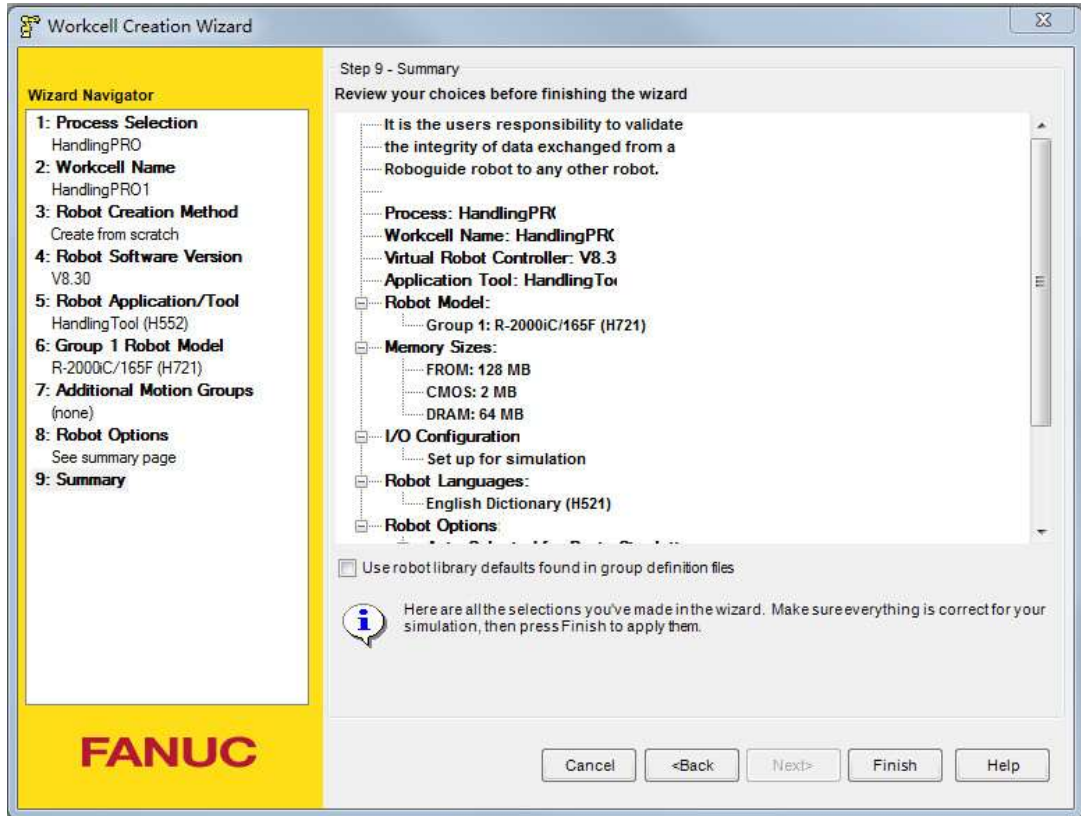 Workcell Creation Wizard
Wizard Navigator
1: Process Selection
HandlingPRO
2: Workcell Name
HandlingPRO1
3: Robot Creation Method
Create from scratch
4: Robot Software Version
V8.30
5: Robot Application/Tool
HandlingTool (H552)
6: Group 1 Robot Model
R-2000iC/165F (H721)
7: Additional Motion Groups
(none)
8: Robot Options
See summary page
9: Summary
FANUC
Step 9 - Summary
Review your choices before finishing the wizard
It is the users responsibility to validate
the integrity of data exchanged from a
Roboguide robot to any other robot.
Process: HandlingPR
Workcell Name: HandlingPR
Virtual Robot Controller: V8.3
Application Tool: HandlingTo
Robot Model:
Group 1: R-2000iC/165F (H721)
Memory Sizes:
FROM: 128 MB
CMOS: 2 MB
DRAM: 64 MB
I/O Configuration
Set up for simulation
Robot Languages:
English Dictionary (H521)
Robot Options:
Use robot library defaults found in group definition files
Here are all the selections you've made in the wizard. Make sure everything is correct for your
simulation, then press Finish to apply them.
Cancel
<Back
Next>
Finish
Help